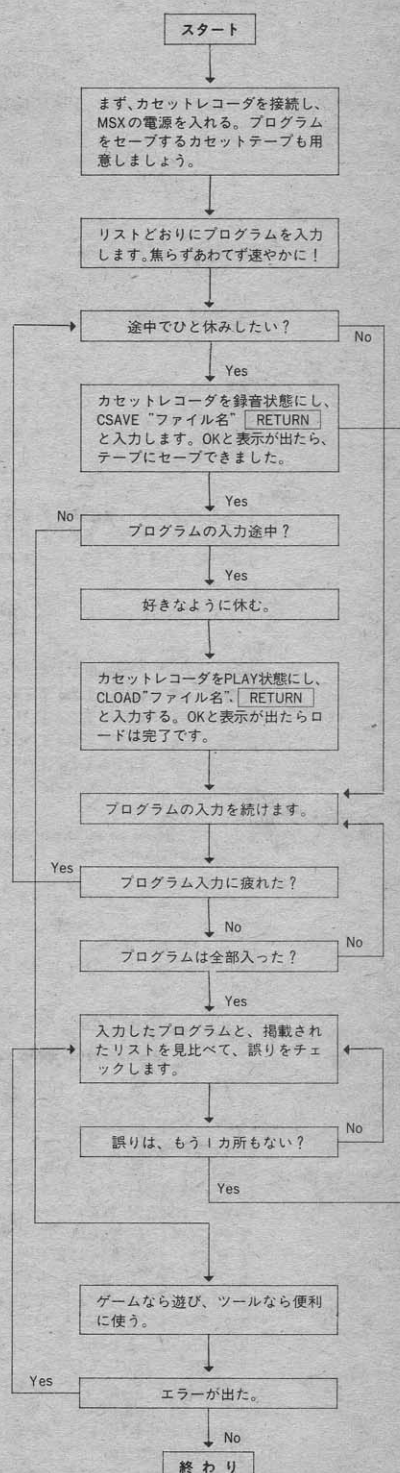 スタート
まず、カセットレコーダを接続し、
MSXの電源を入れる。プログラム
をセーブするカセットテープも用
意しましょう。
リストどおりにプログラムを入力
します。焦らずあわてず速やかに！
途中でひと休みしたい？
No
Yes
カセットレコーダを録音状態にし、
CSAVE "ファイル名" RETURN
と入力します。OKと表示が出たら、
テープにセーブできました。
Yes
No
プログラムの入力途中？
Yes
好きなように休む。
カセットレコーダをPLAY状態にし、
CLOAD"ファイル名"、RETURN
と入力する。OKと表示が出たらロ
ードは完了です。
プログラムの入力を続けます。
Yes
プログラム入力に疲れた？
No
プログラムは全部入った？
No
Yes
入力したプログラムと、掲載され
たリストを見比べて、誤りをチェ
ックします。
誤りは、もう1カ所もない？
No
Yes
ゲームなら遊び、ツールなら便利
に使う。
Yes
エラーが出た。
No
終わり